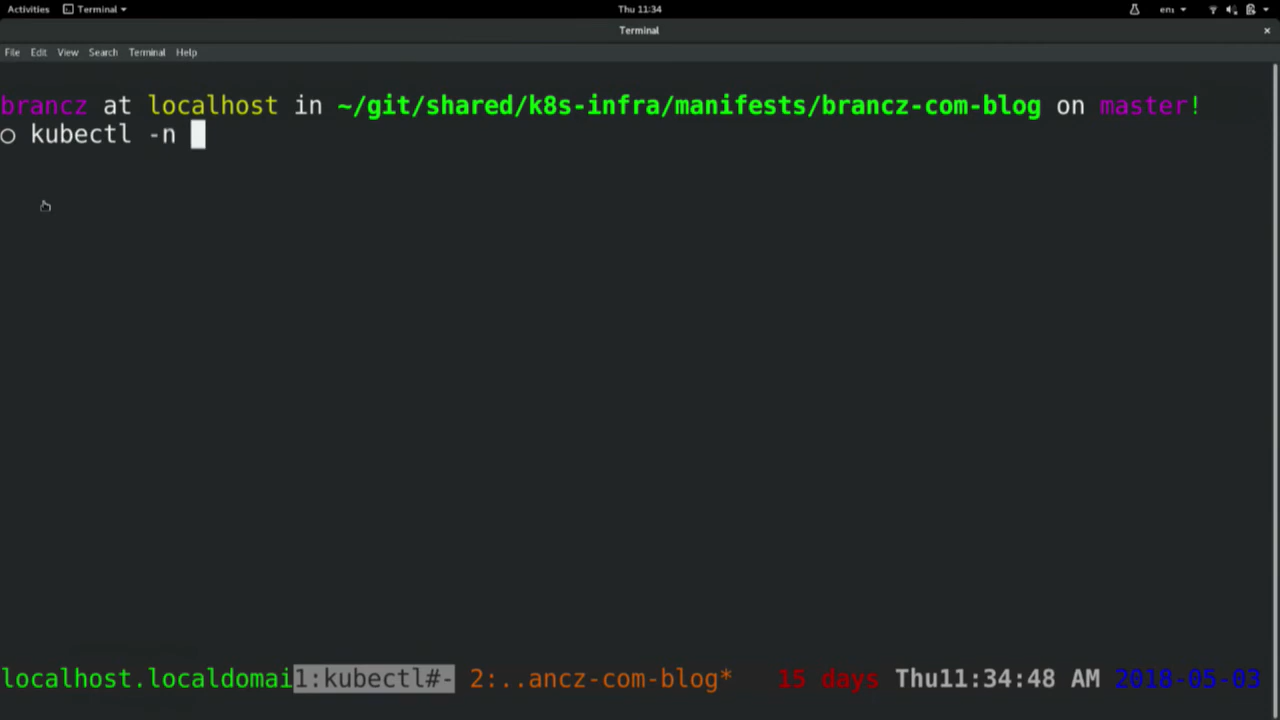 Activities Terminal Thu 11:34 en₁
Terminal ×
File Edit View Search Terminal Help
brancz at localhost in ~/git/shared/k8s-infra/manifests/brancz-com-blog on master!
○ kubectl -n
localhost.localdomai1:kubectl#- 2:..ancz-com-blog* 15 days Thu11:34:48 AM 2018-05-03